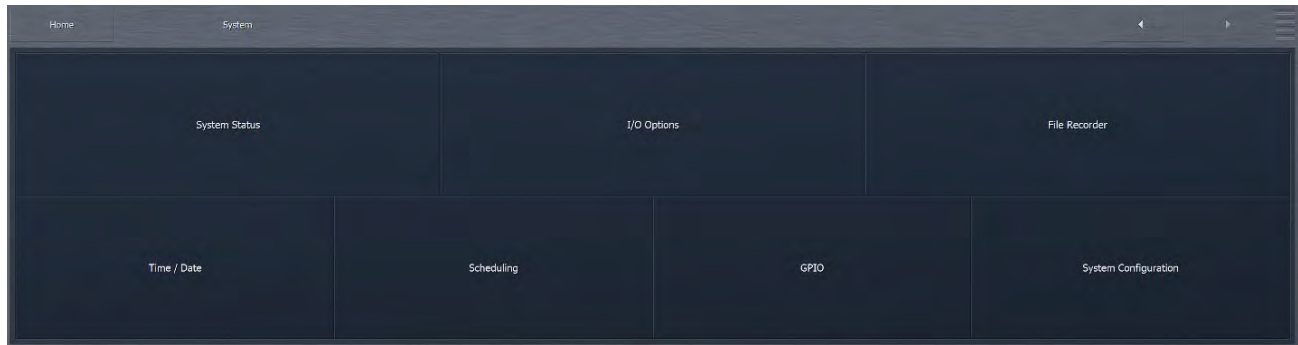 Home System
System Status I/O Options File Recorder
Time / Date Scheduling GPIO System Configuration